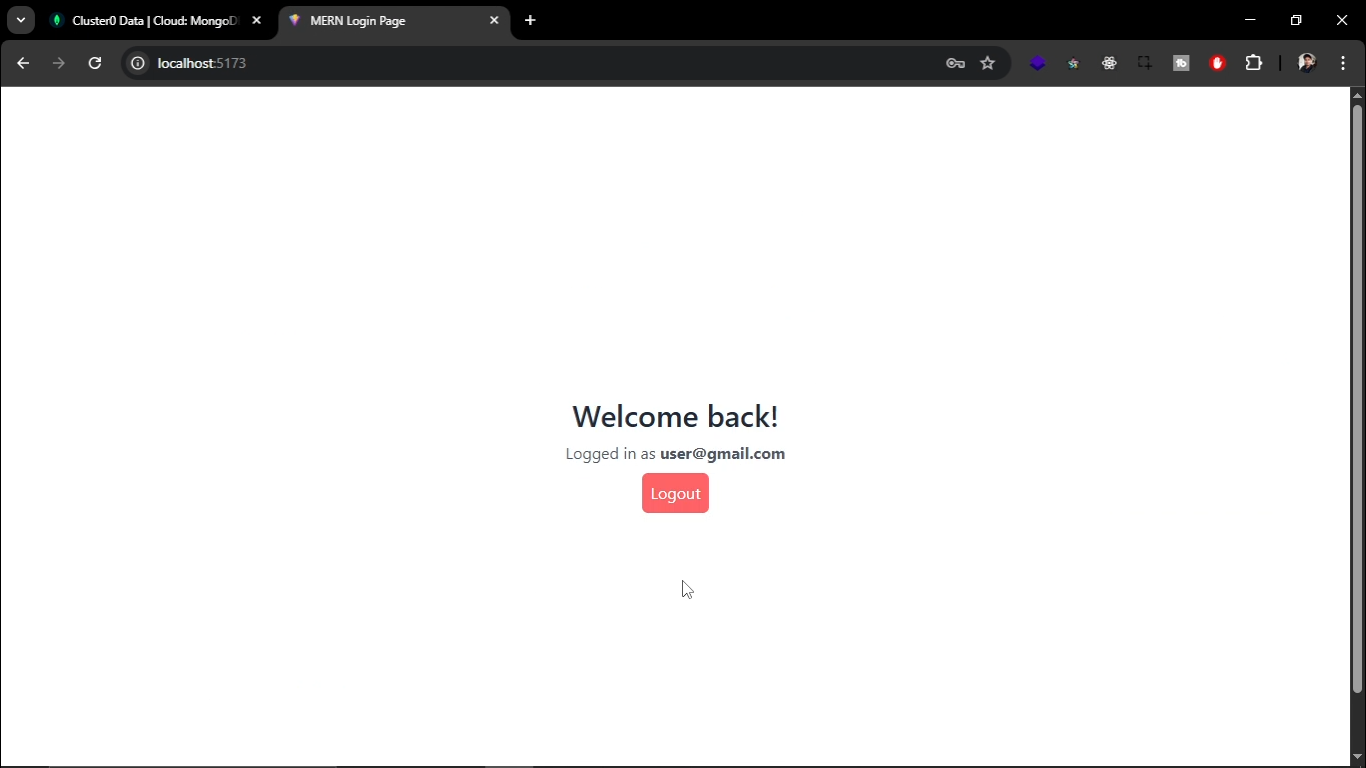 Cluster0 Data | Cloud: MongoD
MERN Login Page
localhost:5173
Welcome back!
Logged in as user@gmail.com
Logout